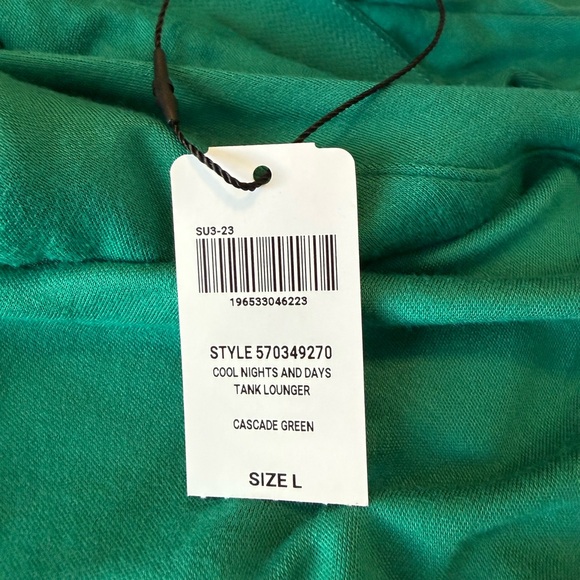 SU3-23
196533046223
STYLE 570349270
COOL NIGHTS AND DAYS
TANK LOUNGER
CASCADE GREEN
SIZE L